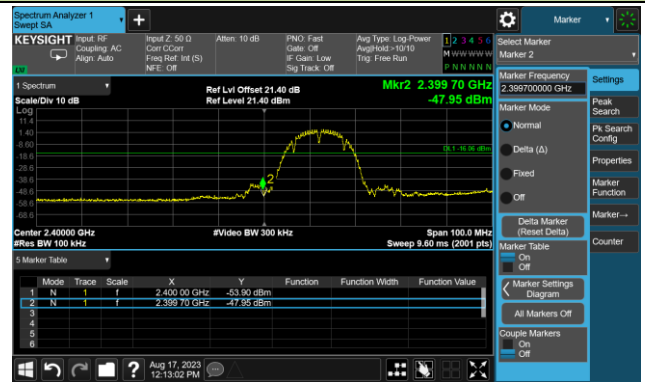 Spectrum Analyzer 1
Swept SA
Marker
KEYSIGHT
Input: RF
Coupling: AC
Align: Auto
Input Z: 50 Ω
Corr CCorr
Freq Ref: Int (S)
NFE: Off
Atten: 10 dB
PNO: Fast
Gate: Off
IF Gain: Low
Sig Track: Off
Avg Type: Log-Power
Avg|Hold:>10/10
Trig: Free Run
1 2 3 4 5 6
M W W W W W
P N N N N N
Select Marker
Marker 2
1 Spectrum
Scale/Div 10 dB
Log
Ref Lvl Offset 21.40 dB
Ref Level 21.40 dBm
Mkr2 2.399 70 GHz
-47.95 dBm
11.4
1.40
-8.60
-18.6
-28.6
-38.6
-48.6
-58.6
-68.6
DL1 -16.06 dBm
2
Center 2.40000 GHz
#Res BW 100 kHz
#Video BW 300 kHz
Span 100.0 MHz
Sweep 9.60 ms (2001 pts)
5 Marker Table
Mode Trace Scale X Y Function Function Width Function Value
1 N 1 f 2.400 00 GHz -53.90 dBm
2 N 1 f 2.399 70 GHz -47.95 dBm
3
4
5
6
Marker Frequency
2.399700000 GHz
Marker Mode
Normal
Delta (Δ)
Fixed
Off
Delta Marker
(Reset Delta)
Marker Table
On
Off
Marker Settings
Diagram
All Markers Off
Couple Markers
On
Off
Settings
Peak
Search
Pk Search
Config
Properties
Marker
Function
Marker→
Counter
?
Aug 17, 2023
12:13:02 PM